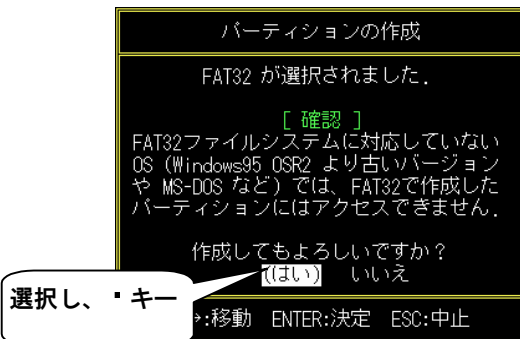 パーティションの作成
FAT32 が選択されました.
[ 確認 ]
FAT32ファイルシステムに対応していない
OS (Windows95 OSR2 より古いバージョン
や MS-DOS など) では、FAT32で作成した
パーティションにはアクセスできません.
作成してもよろしいですか？
(はい) いいえ
選択し、 キー
:移動 ENTER:決定 ESC:中止